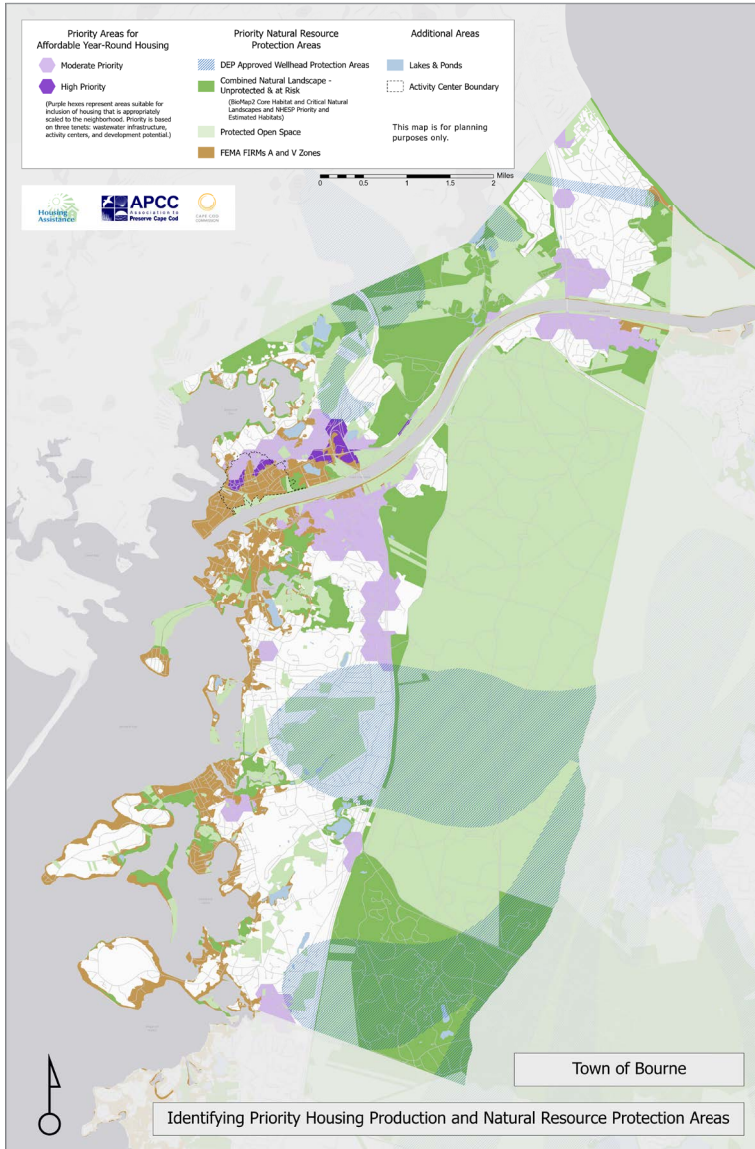 Priority Areas for
Affordable Year-Round Housing
Moderate Priority
High Priority
(Purple hexes represent areas suitable for
inclusion of housing that is appropriately
scaled to the neighborhood. Priority is based
on three tenets: wastewater infrastructure,
activity centers, and development potential.)
Priority Natural Resource
Protection Areas
DEP Approved Wellhead Protection Areas
Combined Natural Landscape -
Unprotected & at Risk
(BioMap2 Core Habitat and Critical Natural
Landscapes and NHESP Priority and
Estimated Habitats)
Protected Open Space
FEMA FIRMs A and V Zones
Additional Areas
Lakes & Ponds
Activity Center Boundary
This map is for planning
purposes only.
Miles
0 0.5 1 1.5 2
Housing
Assistance
APCC
Association to
Preserve Cape Cod
CAPE COD
COMMISSION
Town of Bourne
Identifying Priority Housing Production and Natural Resource Protection Areas